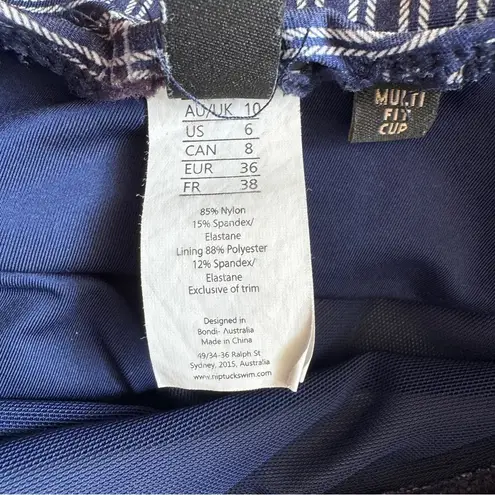 AU/UK 10
US 6
CAN 8
EUR 36
FR 38
85% Nylon
15% Spandex/
Elastane
Lining 88% Polyester
12% Spandex/
Elastane
Exclusive of trim
Designed in
Bondi- Australia
Made in China
49/34-36 Ralph St
Sydney, 2015, Australia
www.niptuckswim.com
MULTI
FIT
CUP